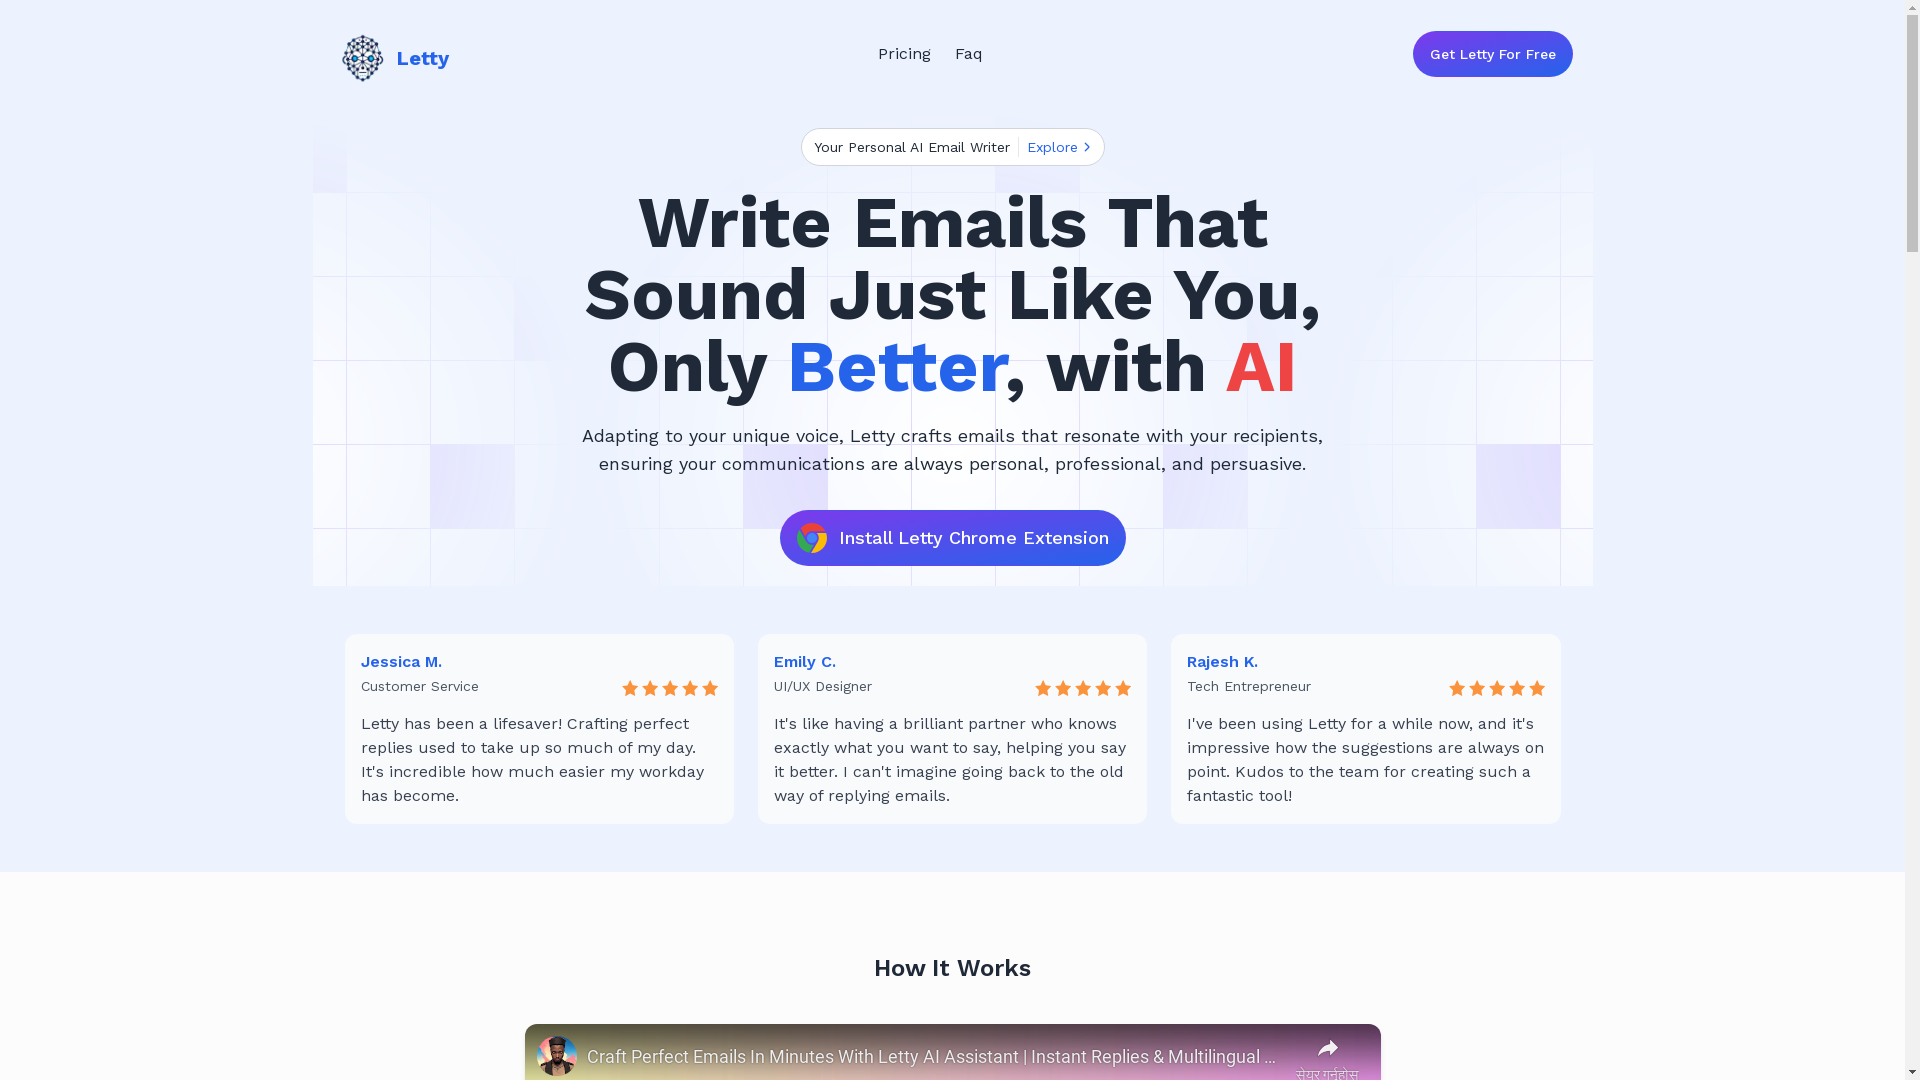 Letty
Pricing
Faq
Get Letty For Free
Your Personal AI Email Writer
Explore
Write Emails That
Sound Just Like You,
Only Better, with AI
Adapting to your unique voice, Letty crafts emails that resonate with your recipients,
ensuring your communications are always personal, professional, and persuasive.
Install Letty Chrome Extension
Jessica M.
Customer Service
Letty has been a lifesaver! Crafting perfect
replies used to take up so much of my day.
It's incredible how much easier my workday
has become.
Emily C.
UI/UX Designer
It's like having a brilliant partner who knows
exactly what you want to say, helping you say
it better. I can't imagine going back to the old
way of replying emails.
Rajesh K.
Tech Entrepreneur
I've been using Letty for a while now, and it's
impressive how the suggestions are always on
point. Kudos to the team for creating such a
fantastic tool!
How It Works
Craft Perfect Emails In Minutes With Letty AI Assistant | Instant Replies & Multilingual ...
सेयर गर्नुहोस्